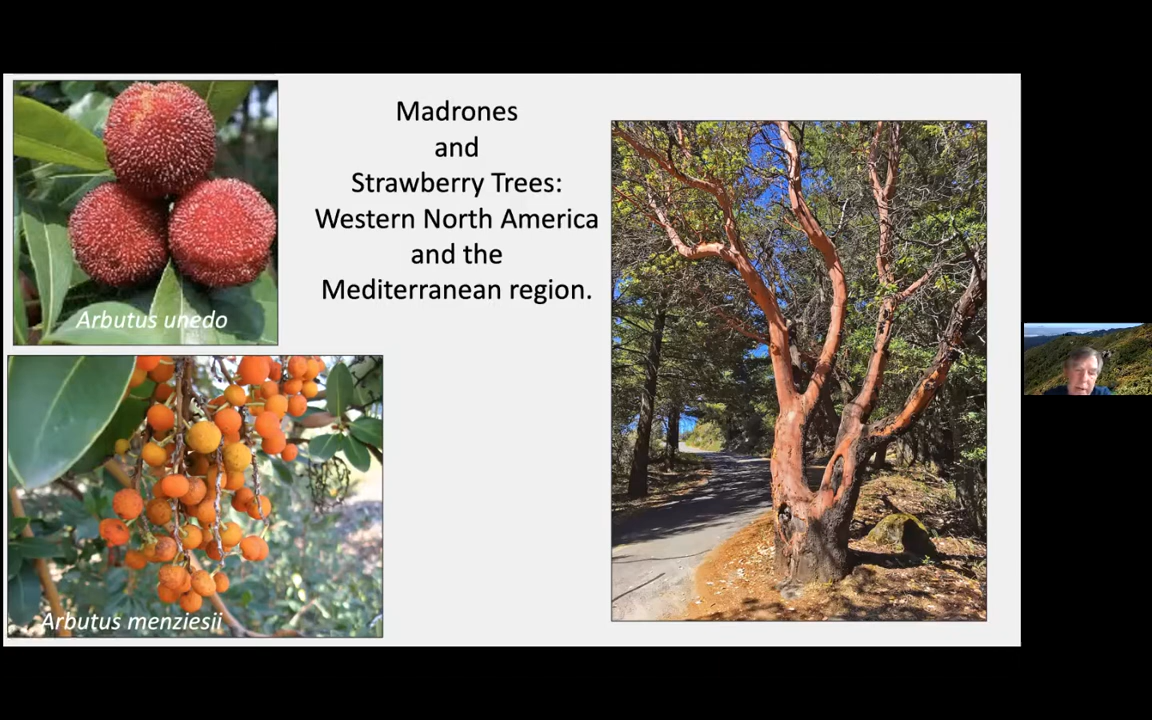 Madrones
and
Strawberry Trees:
Western North America
and the
Mediterranean region.
Arbutus unedo
Arbutus menziesii